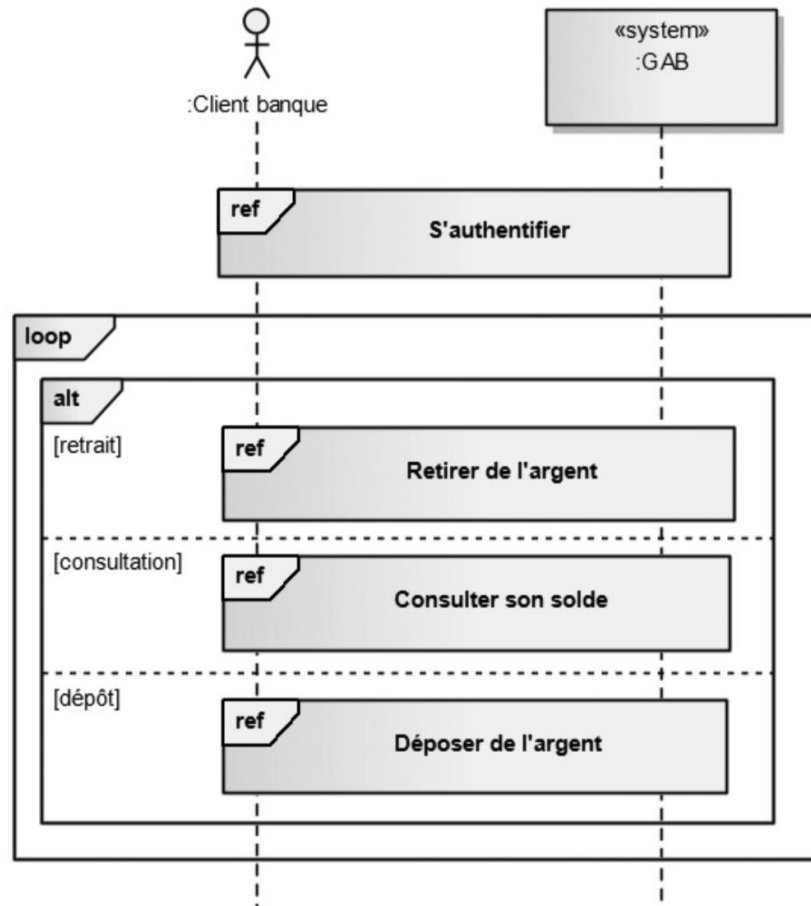 «system»
:GAB
:Client banque
ref
S'authentifier
loop
alt
[retrait]
ref
Retirer de l'argent
[consultation]
ref
Consulter son solde
[dépôt]
ref
Déposer de l'argent